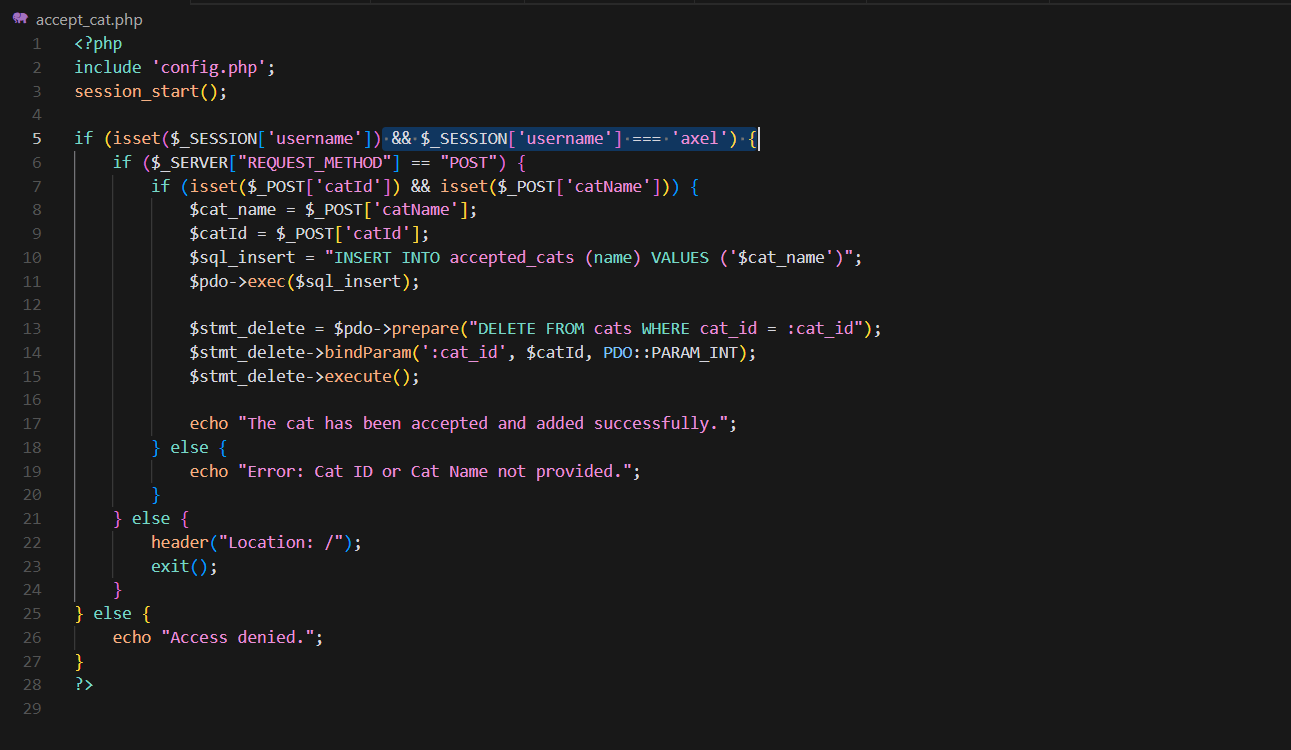 accept_cat.php
1 <?php
2 include 'config.php';
3 session_start();
4
5 if (isset($_SESSION['username']) && $_SESSION['username'] === 'axel') {
6     if ($_SERVER["REQUEST_METHOD"] == "POST") {
7         if (isset($_POST['catId']) && isset($_POST['catName'])) {
8             $cat_name = $_POST['catName'];
9             $catId = $_POST['catId'];
10             $sql_insert = "INSERT INTO accepted_cats (name) VALUES ('$cat_name')";
11             $pdo->exec($sql_insert);
12
13             $stmt_delete = $pdo->prepare("DELETE FROM cats WHERE cat_id = :cat_id");
14             $stmt_delete->bindParam(':cat_id', $catId, PDO::PARAM_INT);
15             $stmt_delete->execute();
16
17             echo "The cat has been accepted and added successfully.";
18         } else {
19             echo "Error: Cat ID or Cat Name not provided.";
20         }
21     } else {
22         header("Location: /");
23         exit();
24     }
25 } else {
26     echo "Access denied.";
27 }
28 ?>
29